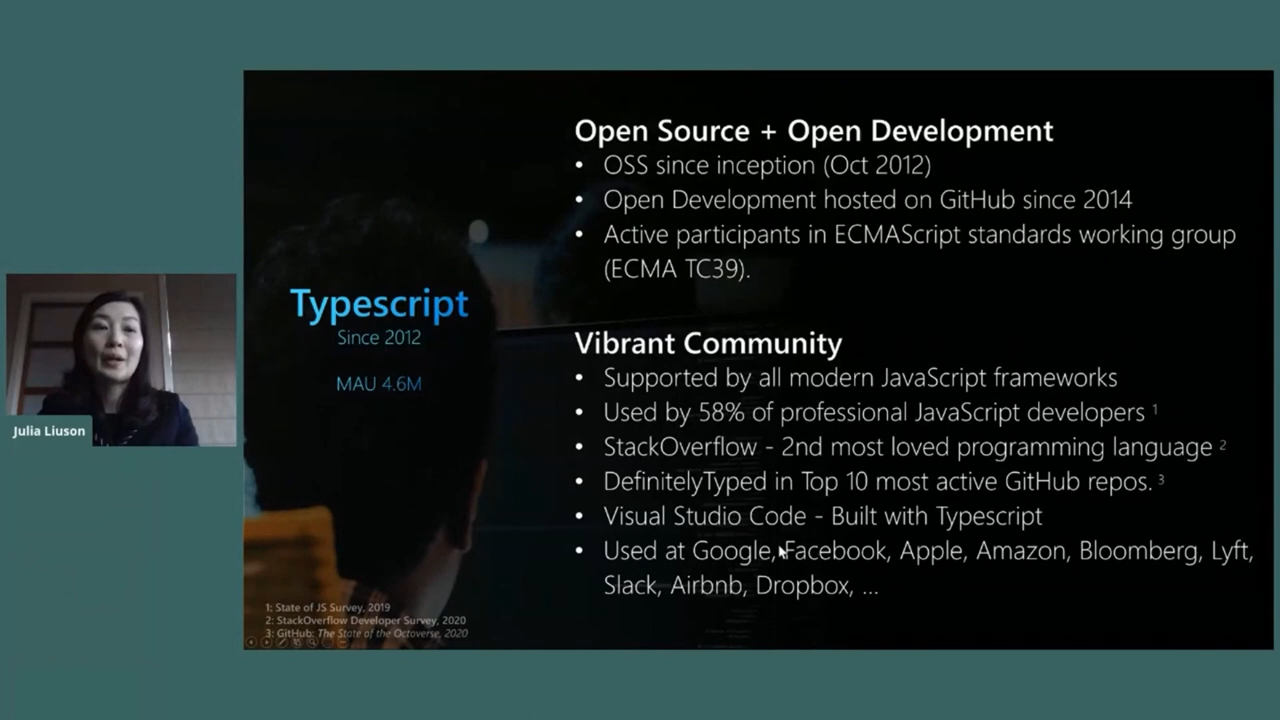 Open Source + Open Development
• OSS since inception (Oct 2012)
• Open Development hosted on GitHub since 2014
• Active participants in ECMAScript standards working group
(ECMA TC39).
Typescript
Since 2012
MAU 4.6M
Vibrant Community
• Supported by all modern JavaScript frameworks
• Used by 58% of professional JavaScript developers 1
• StackOverflow - 2nd most loved programming language 2
• DefinitelyTyped in Top 10 most active GitHub repos. 3
• Visual Studio Code - Built with Typescript
• Used at Google, Facebook, Apple, Amazon, Bloomberg, Lyft,
Slack, Airbnb, Dropbox, ...
1: State of JS Survey, 2019
2: StackOverflow Developer Survey, 2020
3: GitHub: The State of the Octoverse, 2020
Julia Liuson